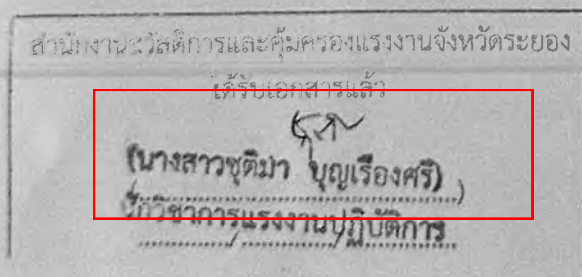 สำนักงานสวัสดิการและคุ้มครองแรงงานจังหวัดระยอง
ได้รับเอกสารแล้ว
(นางสาวชุติมา บุญเรืองศรี)
นักวิชาการแรงงานปฏิบัติการ